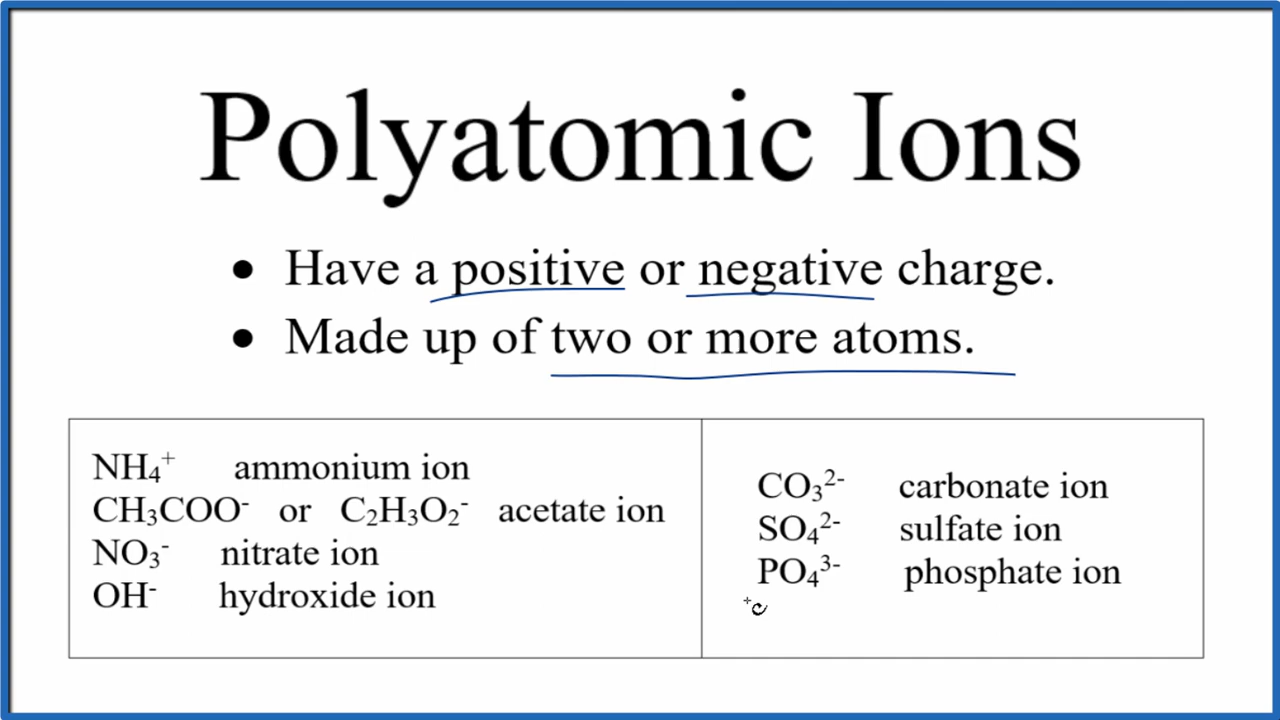 Polyatomic Ions
• Have a positive or negative charge.
• Made up of two or more atoms.
NH₄⁺ ammonium ion
CH₃COO⁻ or C₂H₃O₂⁻ acetate ion
NO₃⁻ nitrate ion
OH⁻ hydroxide ion
CO₃²⁻ carbonate ion
SO₄²⁻ sulfate ion
PO₄³⁻ phosphate ion